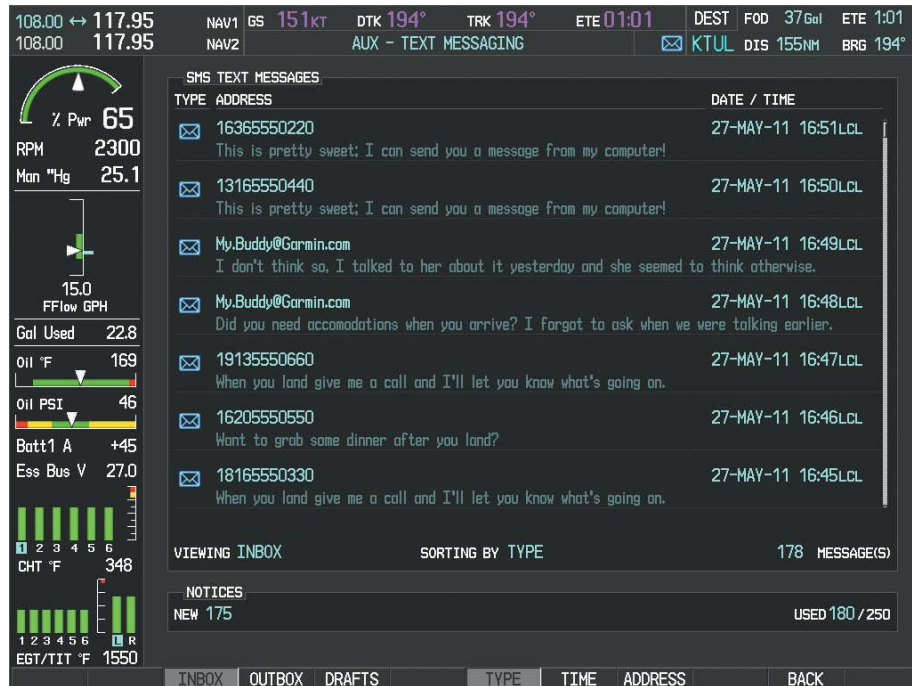 108.00 ↔ 117.95 NAV1 GS 151KT DTK 194° TRK 194° ETE 01:01 DEST FOD 37Gal ETE 1:01
108.00 117.95 NAV2 AUX - TEXT MESSAGING KTUL DIS 155NM BRG 194°
% Pwr 65
RPM 2300
Man "Hg 25.1
15.0
FFlow GPH
Gal Used 22.8
Oil °F 169
Oil PSI 46
Batt1 A +45
Ess Bus V 27.0
1 2 3 4 5 6
CHT °F 348
1 2 3 4 5 6 L R
EGT/TIT °F 1550
SMS TEXT MESSAGES
TYPE ADDRESS DATE / TIME
16365550220 27-MAY-11 16:51LCL
This is pretty sweet; I can send you a message from my computer!
13165550440 27-MAY-11 16:50LCL
This is pretty sweet; I can send you a message from my computer!
My.Buddy@Garmin.com 27-MAY-11 16:49LCL
I don't think so, I talked to her about it yesterday and she seemed to think otherwise.
My.Buddy@Garmin.com 27-MAY-11 16:48LCL
Did you need accomodations when you arrive? I forgot to ask when we were talking earlier.
19135550660 27-MAY-11 16:47LCL
When you land give me a call and I'll let you know what's going on.
16205550550 27-MAY-11 16:46LCL
Want to grab some dinner after you land?
18165550330 27-MAY-11 16:45LCL
When you land give me a call and I'll let you know what's going on.
VIEWING INBOX SORTING BY TYPE 178 MESSAGE(S)
NOTICES
NEW 175 USED 180 / 250
INBOX OUTBOX DRAFTS TYPE TIME ADDRESS BACK